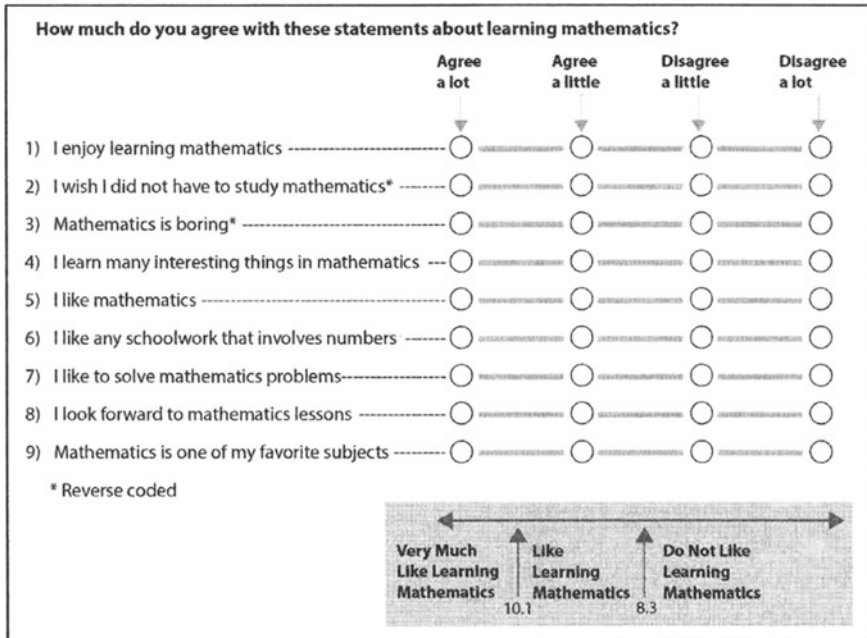 How much do you agree with these statements about learning mathematics?
Agree a lot
Agree a little
Disagree a little
Disagree a lot
1) I enjoy learning mathematics
2) I wish I did not have to study mathematics*
3) Mathematics is boring*
4) I learn many interesting things in mathematics
5) I like mathematics
6) I like any schoolwork that involves numbers
7) I like to solve mathematics problems
8) I look forward to mathematics lessons
9) Mathematics is one of my favorite subjects
* Reverse coded
Very Much
Like Learning
Mathematics
10.1
Like
Learning
Mathematics
8.3
Do Not Like
Learning
Mathematics